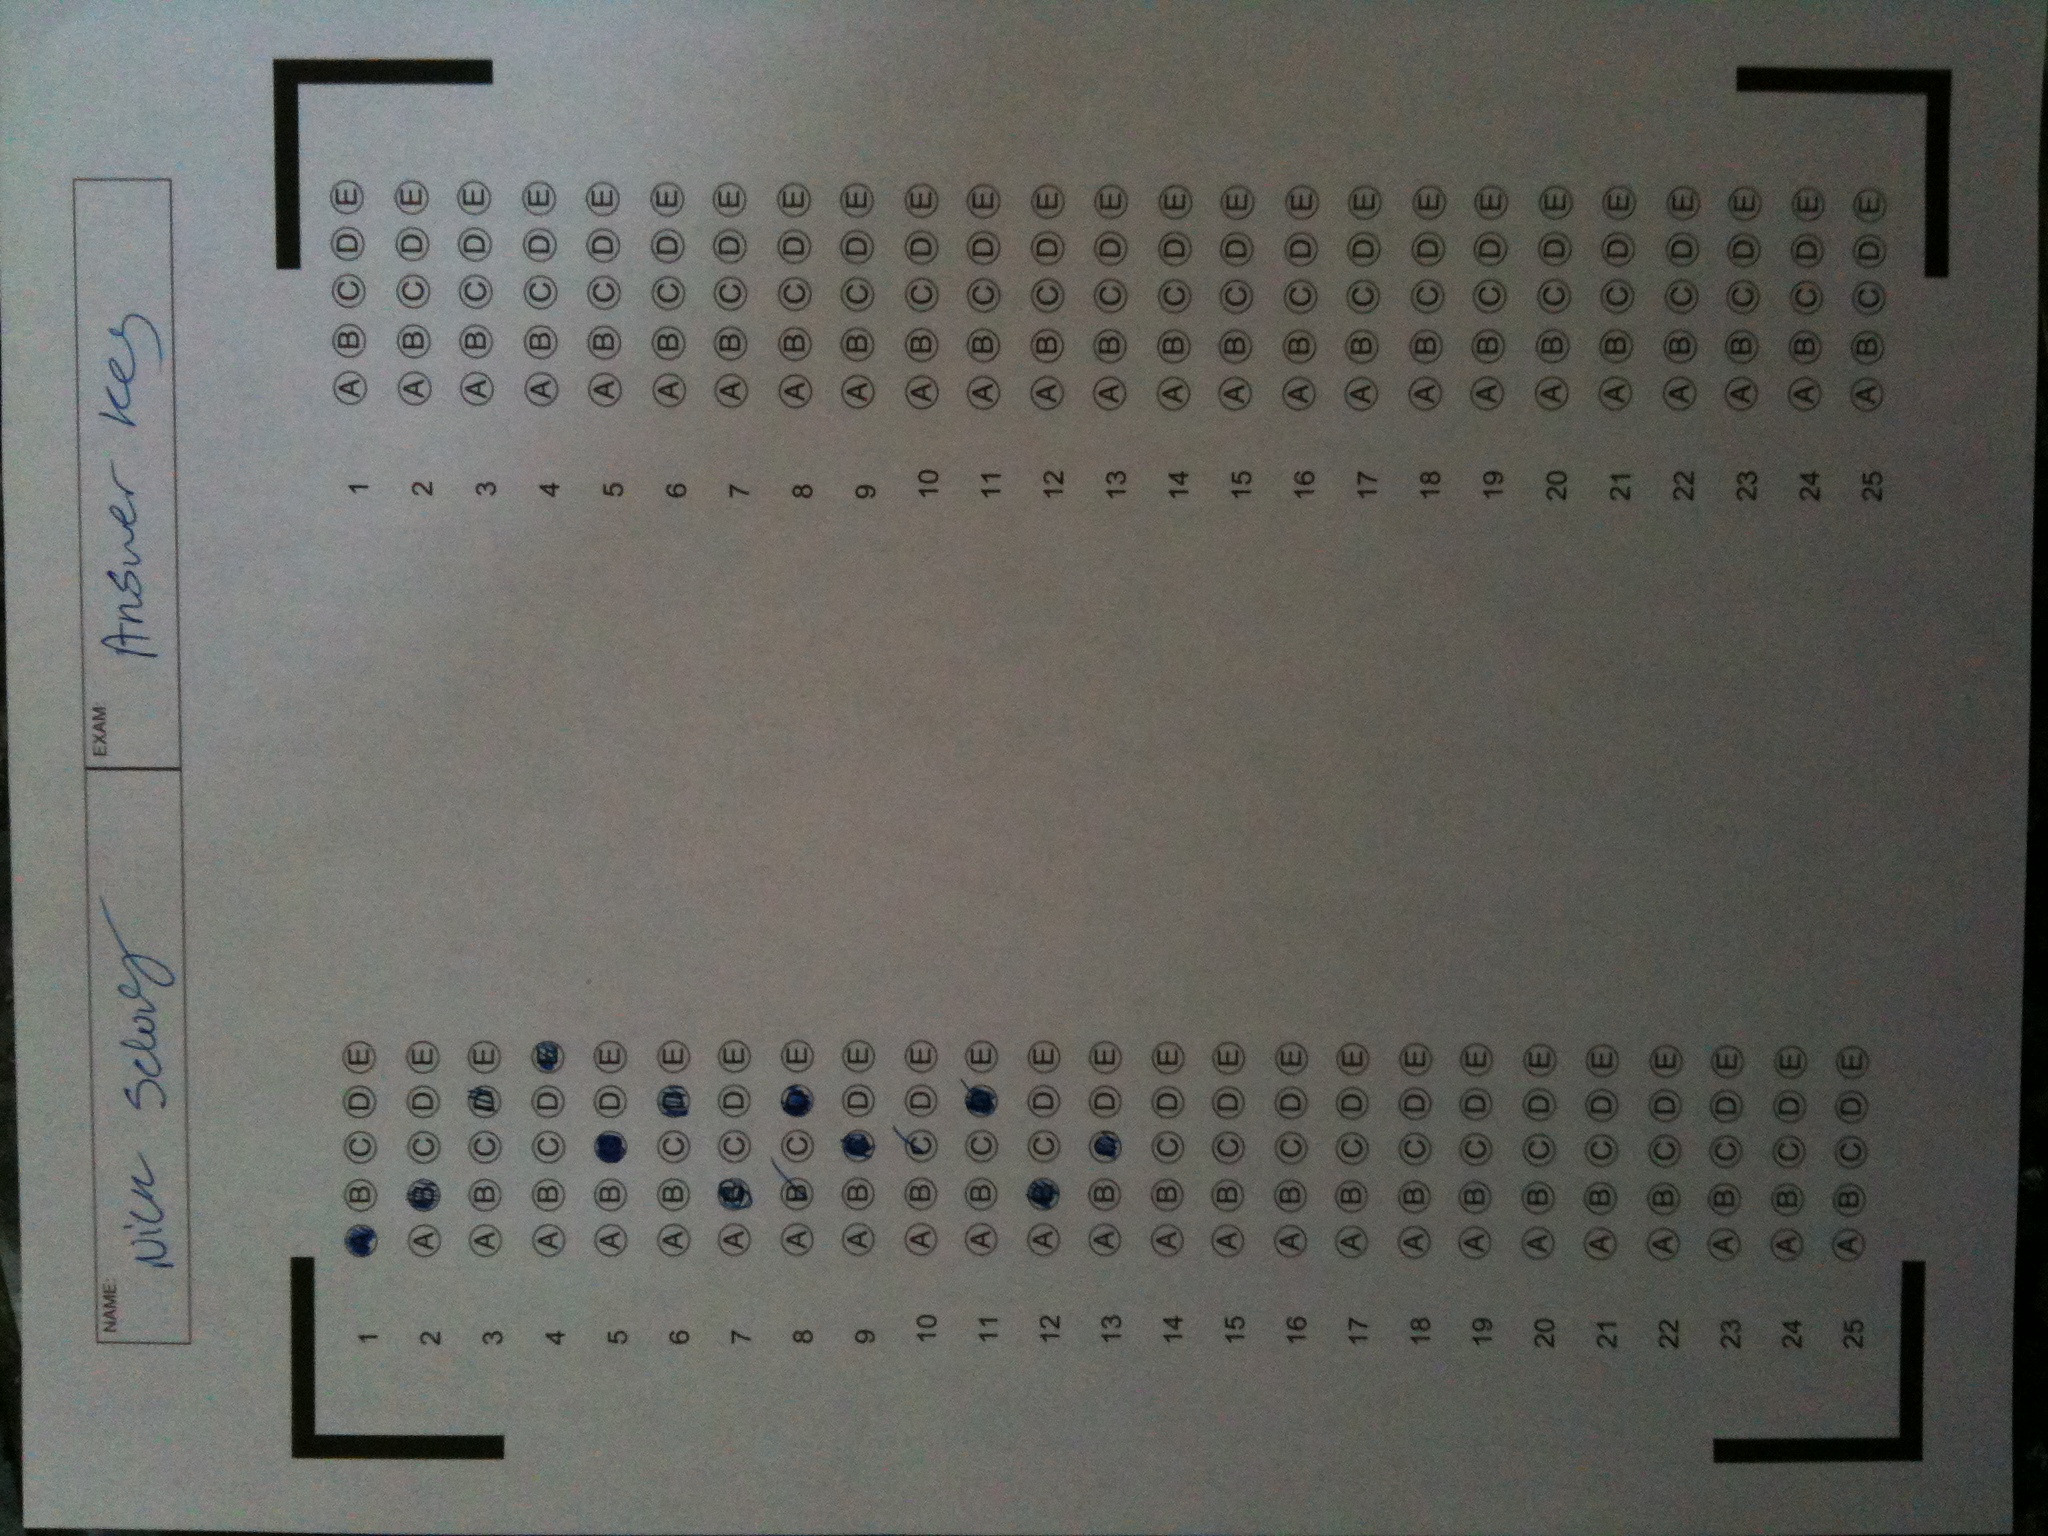 NAME: Nick
EXAM: Answer Key
1 A B C D E
2 A B C D E
3 A B C D E
4 A B C D E
5 A B C D E
6 A B C D E
7 A B C D E
8 A B C D E
9 A B C D E
10 A B C D E
11 A B C D E
12 A B C D E
13 A B C D E
14 A B C D E
15 A B C D E
16 A B C D E
17 A B C D E
18 A B C D E
19 A B C D E
20 A B C D E
21 A B C D E
22 A B C D E
23 A B C D E
24 A B C D E
25 A B C D E
1 A B C D E
2 A B C D E
3 A B C D E
4 A B C D E
5 A B C D E
6 A B C D E
7 A B C D E
8 A B C D E
9 A B C D E
10 A B C D E
11 A B C D E
12 A B C D E
13 A B C D E
14 A B C D E
15 A B C D E
16 A B C D E
17 A B C D E
18 A B C D E
19 A B C D E
20 A B C D E
21 A B C D E
22 A B C D E
23 A B C D E
24 A B C D E
25 A B C D E